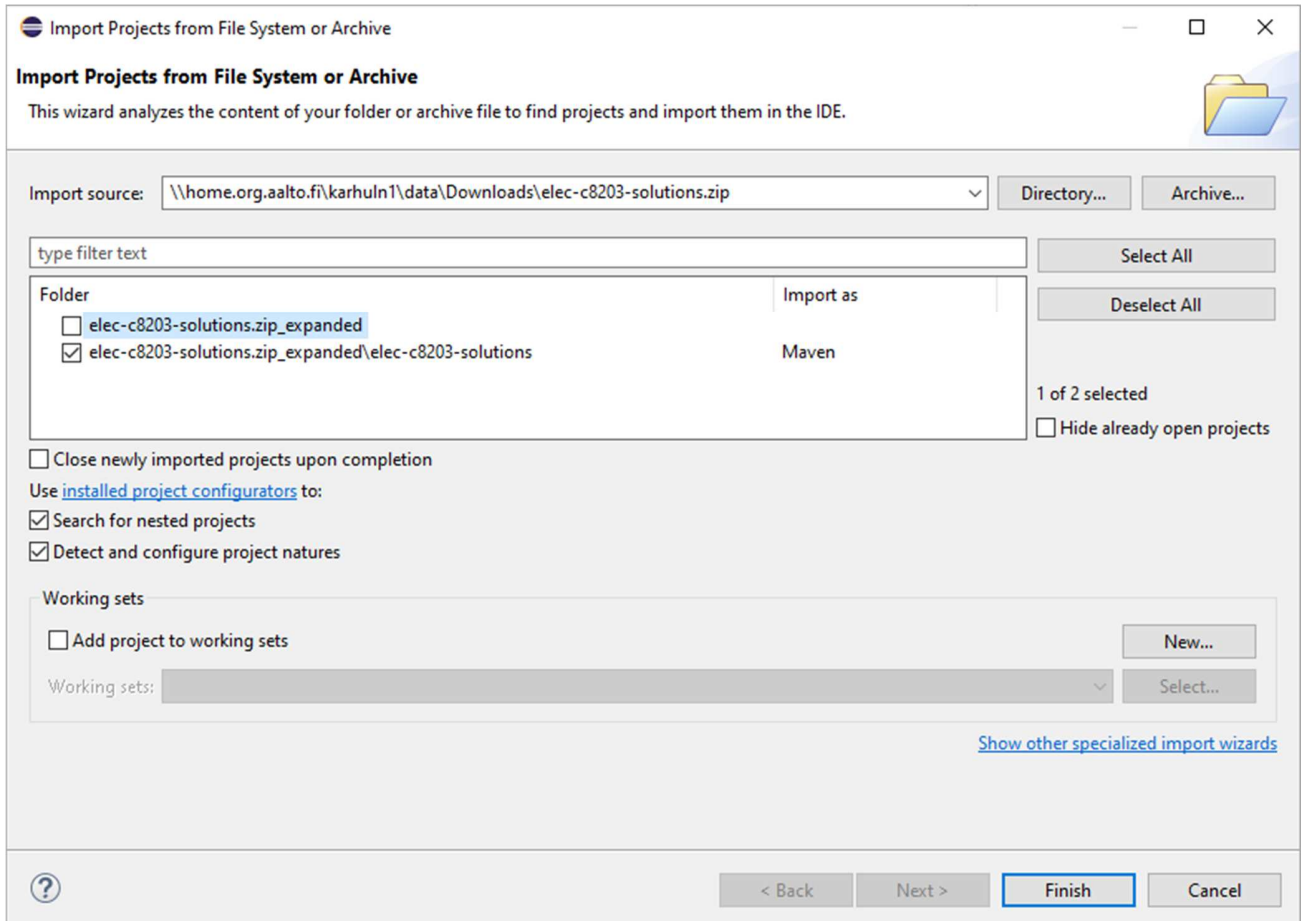 Import Projects from File System or Archive
Import Projects from File System or Archive
This wizard analyzes the content of your folder or archive file to find projects and import them in the IDE.
Import source: \\home.org.aalto.fi\karhuln1\data\Downloads\elec-c8203-solutions.zip Directory... Archive...
type filter text Select All
Folder Import as Deselect All
elec-c8203-solutions.zip_expanded
elec-c8203-solutions.zip_expanded\elec-c8203-solutions Maven
1 of 2 selected
Hide already open projects
Close newly imported projects upon completion
Use installed project configurators to:
Search for nested projects
Detect and configure project natures
Working sets
Add project to working sets New...
Working sets: Select...
Show other specialized import wizards
? < Back Next > Finish Cancel